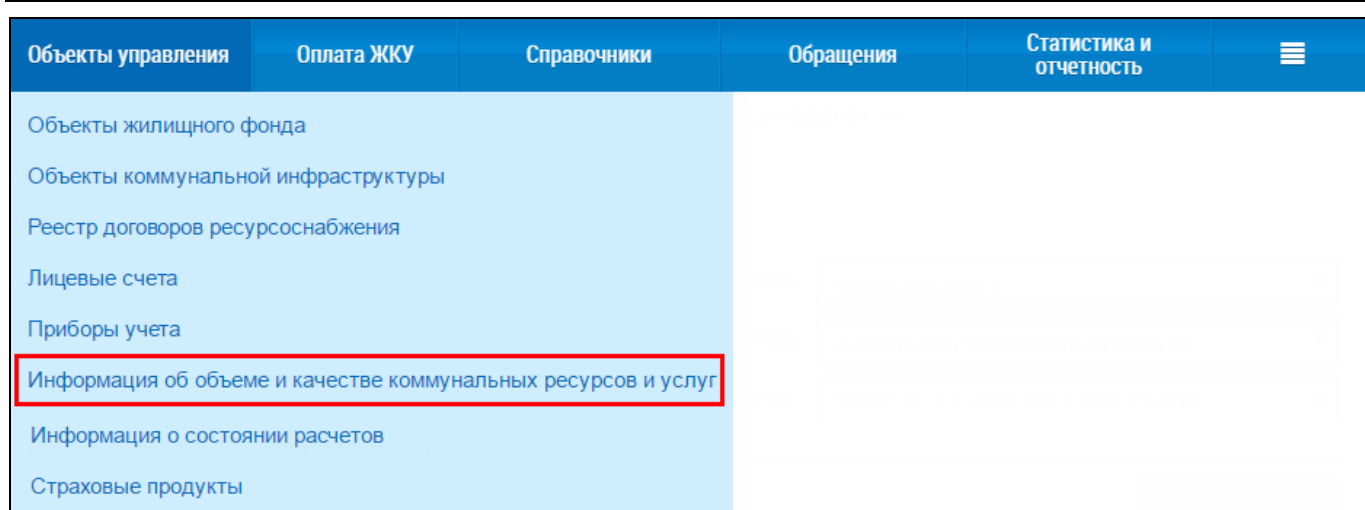 Объекты управления
Оплата ЖКУ
Справочники
Обращения
Статистика и
отчетность
Объекты жилищного фонда
Объекты коммунальной инфраструктуры
Реестр договоров ресурсоснабжения
Лицевые счета
Приборы учета
Информация об объеме и качестве коммунальных ресурсов и услуг
Информация о состоянии расчетов
Страховые продукты